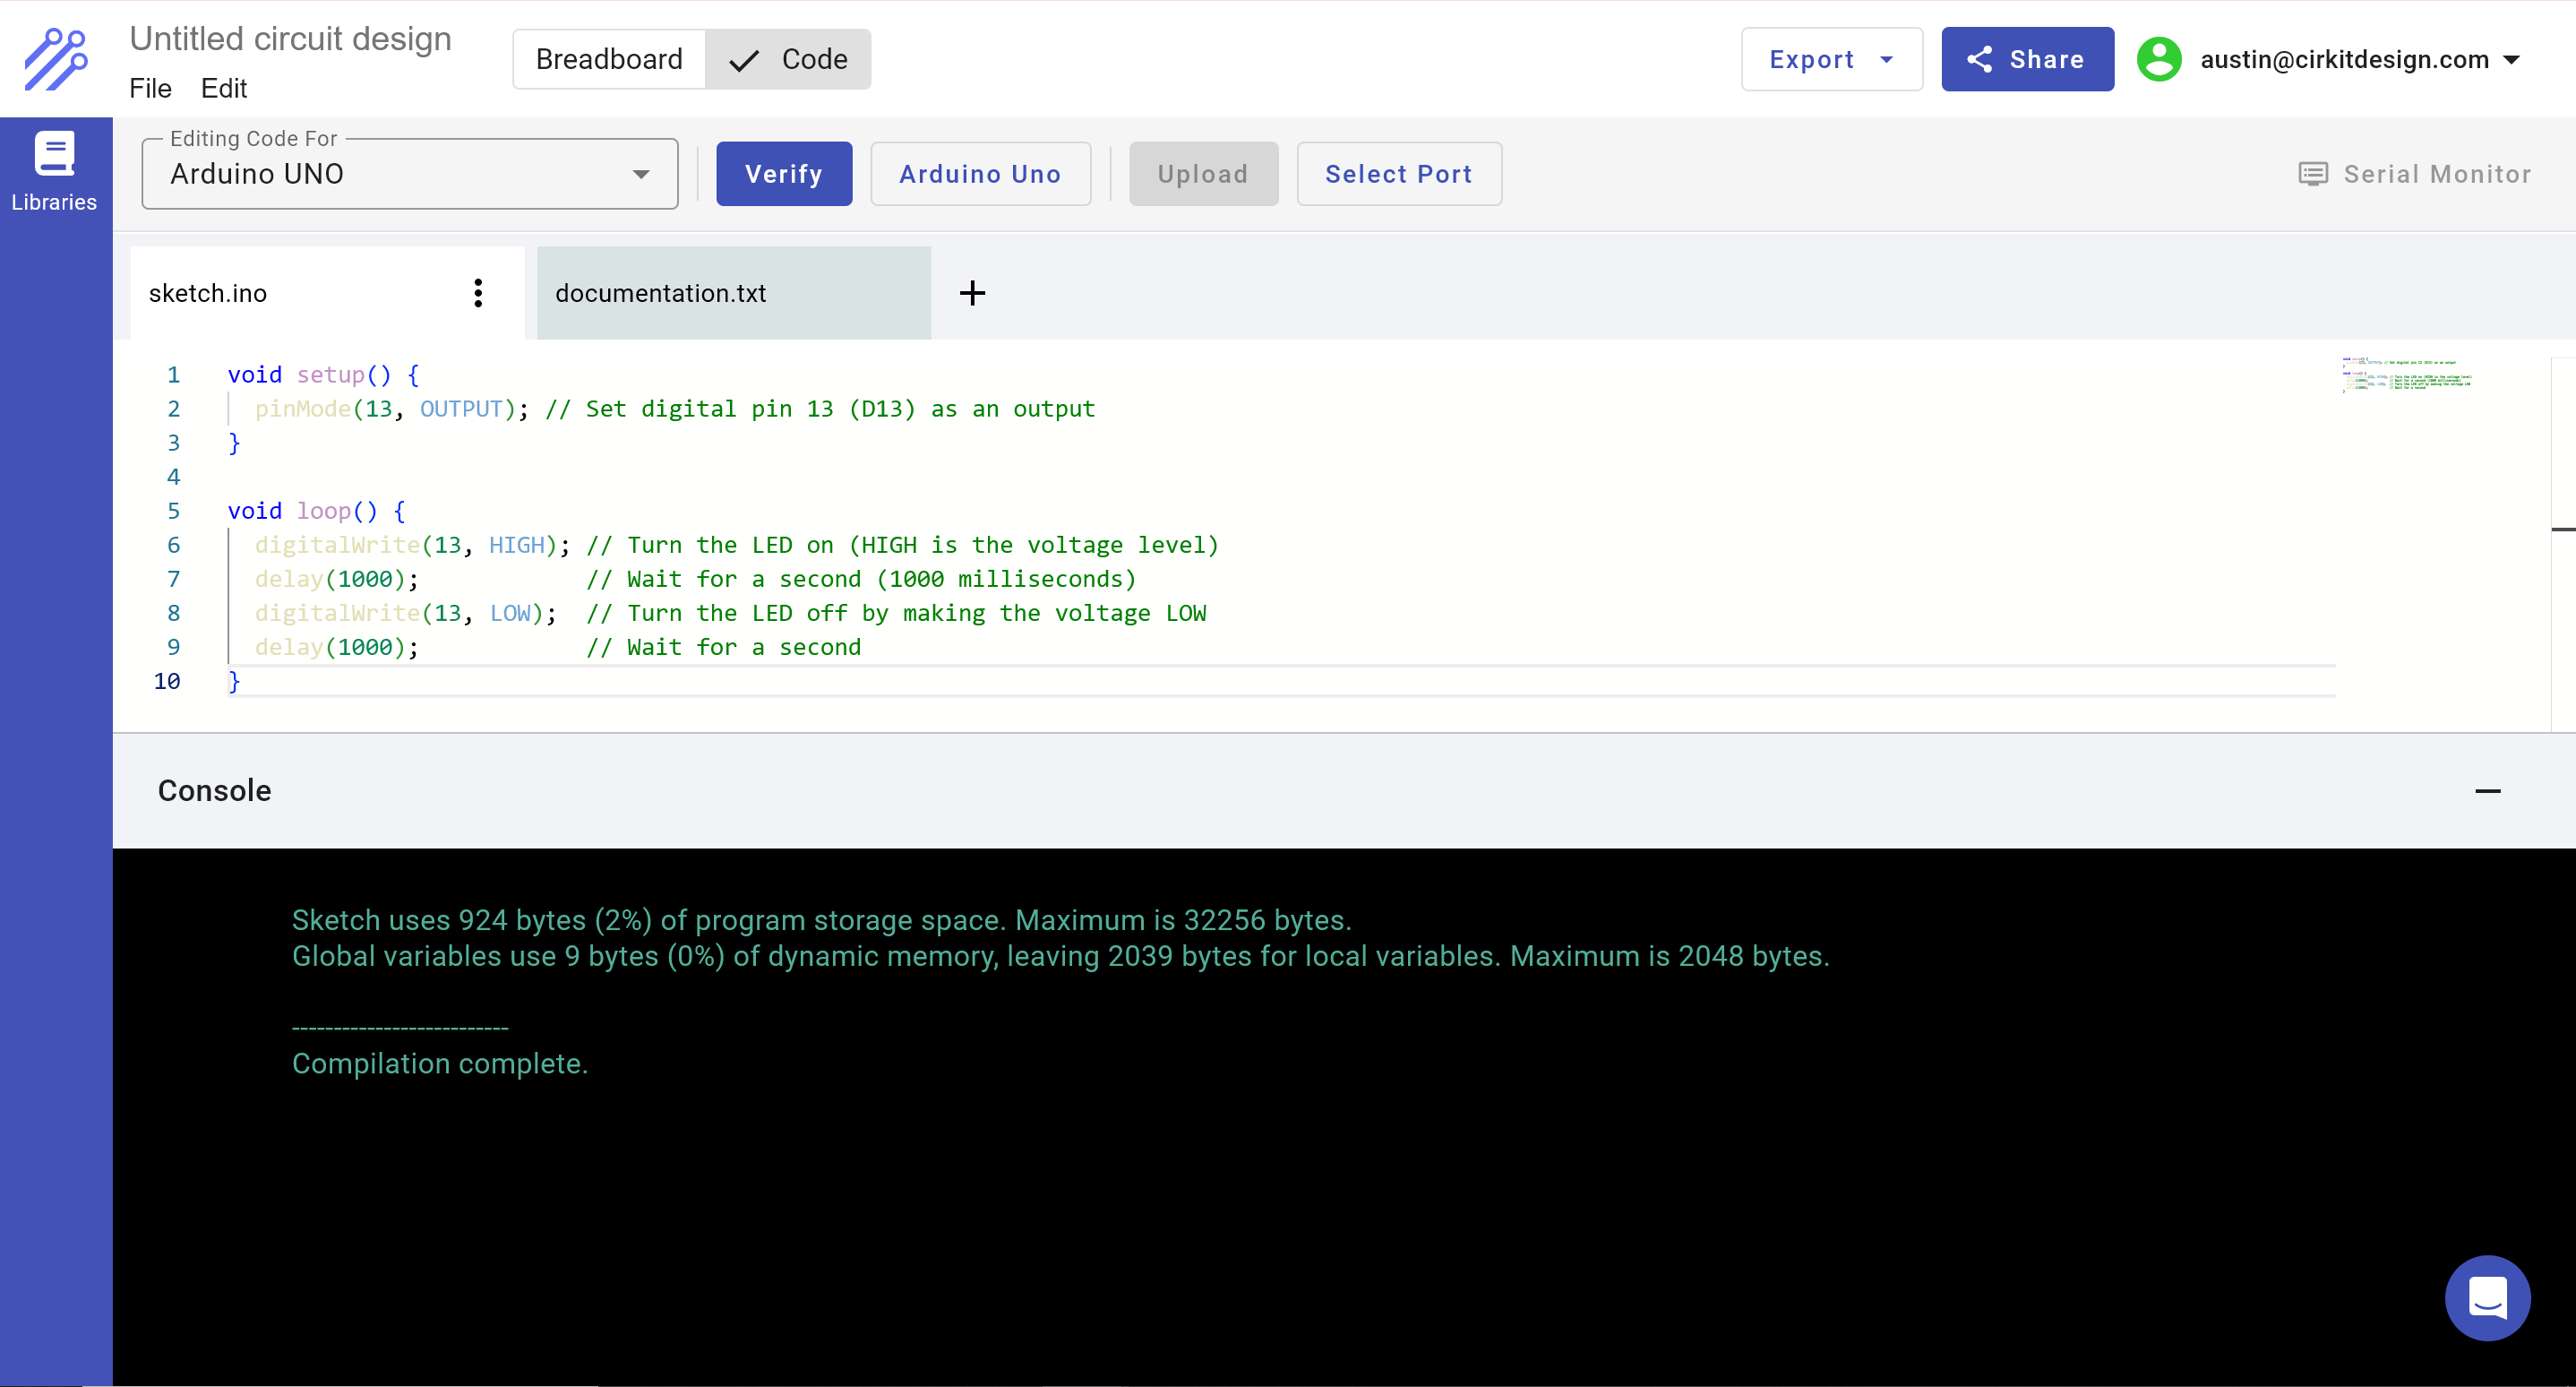 Untitled circuit design
File Edit
Breadboard Code
Export Share austin@cirkitdesign.com
Libraries
Editing Code For
Arduino UNO
Verify Arduino Uno Upload Select Port Serial Monitor
sketch.ino documentation.txt +
1 void setup() {
2 pinMode(13, OUTPUT); // Set digital pin 13 (D13) as an output
3 }
4
5 void loop() {
6 digitalWrite(13, HIGH); // Turn the LED on (HIGH is the voltage level)
7 delay(1000); // Wait for a second (1000 milliseconds)
8 digitalWrite(13, LOW); // Turn the LED off by making the voltage LOW
9 delay(1000); // Wait for a second
10 }
Console
Sketch uses 924 bytes (2%) of program storage space. Maximum is 32256 bytes.
Global variables use 9 bytes (0%) of dynamic memory, leaving 2039 bytes for local variables. Maximum is 2048 bytes.
--------------------------
Compilation complete.